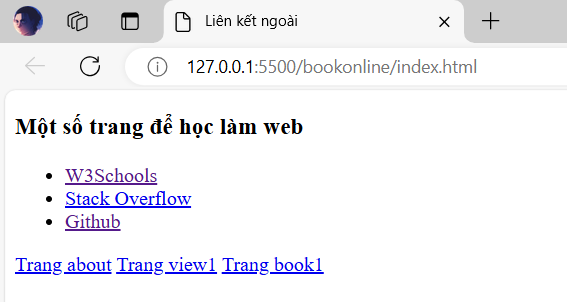 Liên kết ngoài
127.0.0.1:5500/bookonline/index.html
Một số trang để học làm web
W3Schools
Stack Overflow
Github
Trang about Trang view1 Trang book1